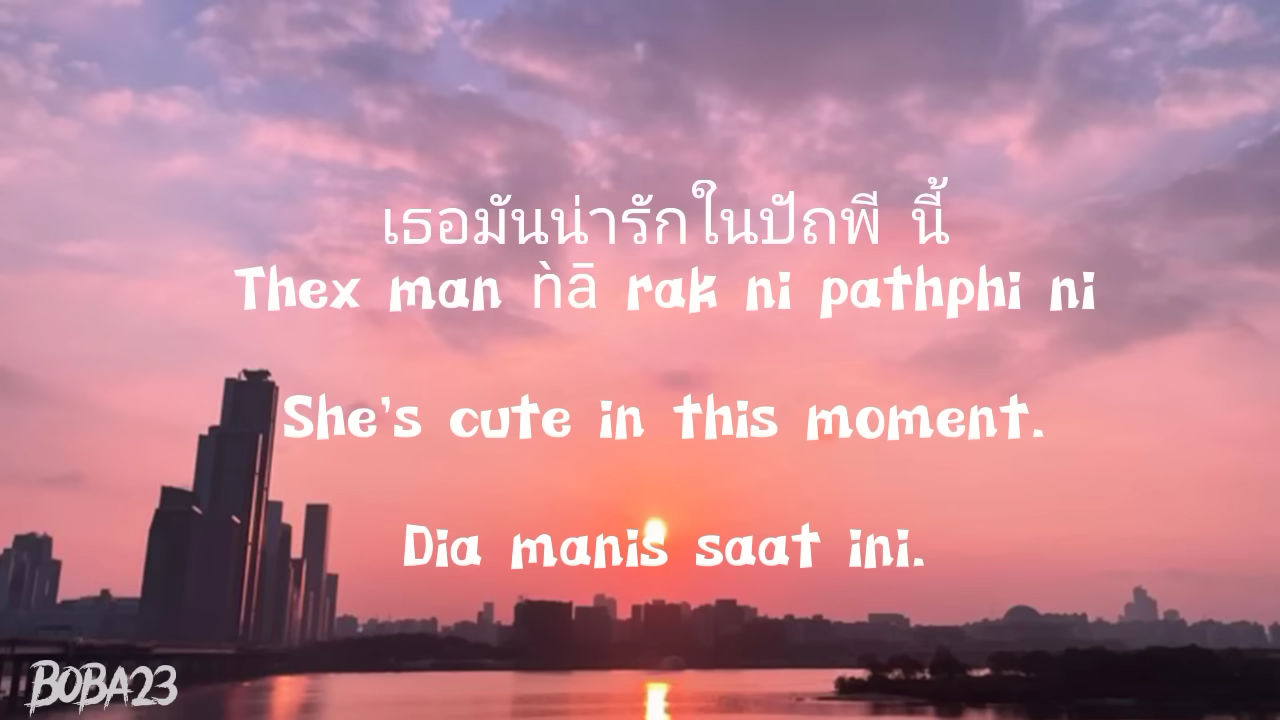 เธอมันน่ารักในปัถพี นี้
Thex man ǹā rak ni pathphi ni
She's cute in this moment.
Dia manis saat ini.
BOBA23